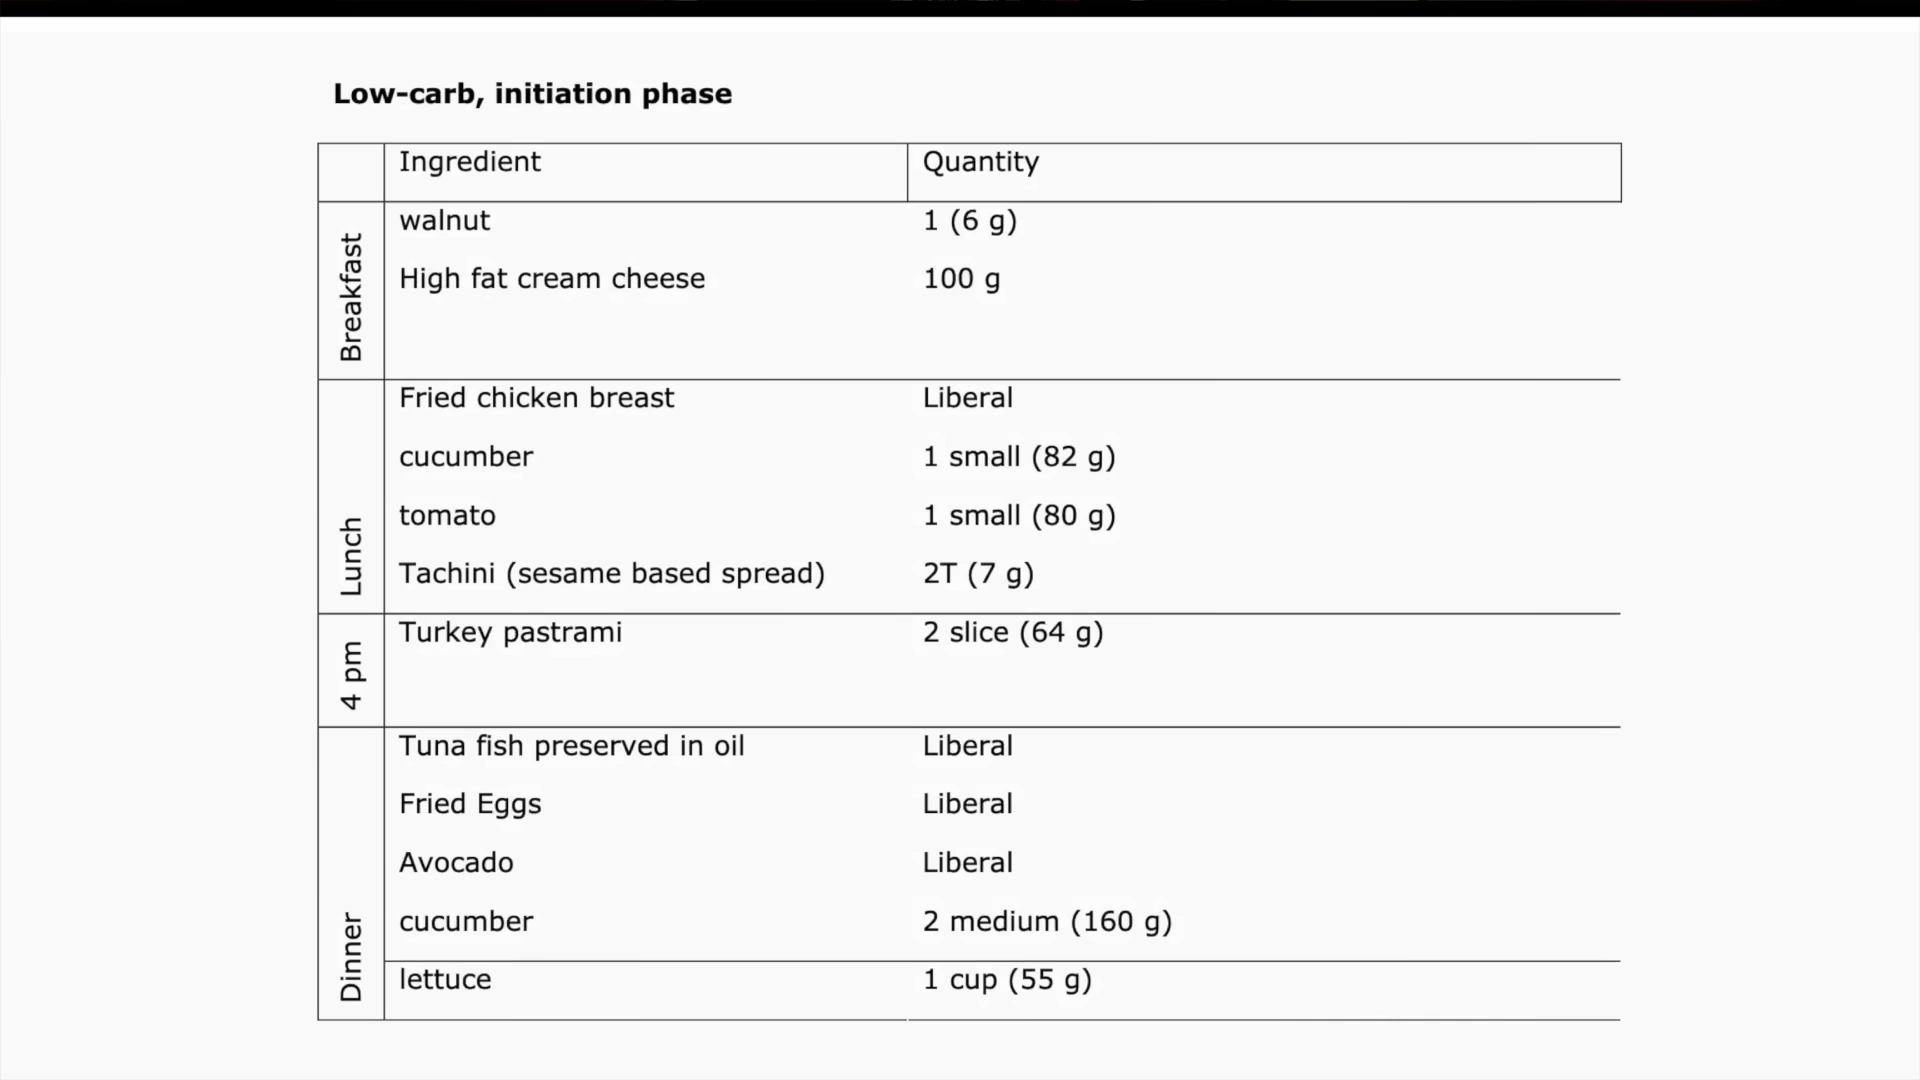 Low-carb, initiation phase
Ingredient Quantity
Breakfast
walnut 1 (6 g)
High fat cream cheese 100 g
Lunch
Fried chicken breast Liberal
cucumber 1 small (82 g)
tomato 1 small (80 g)
Tachini (sesame based spread) 2T (7 g)
4 pm
Turkey pastrami 2 slice (64 g)
Dinner
Tuna fish preserved in oil Liberal
Fried Eggs Liberal
Avocado Liberal
cucumber 2 medium (160 g)
lettuce 1 cup (55 g)